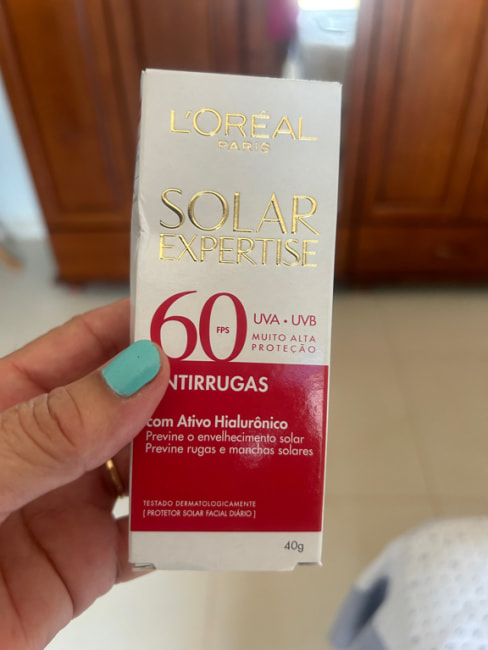 L'ORÉAL
PARIS
SOLAR
EXPERTISE
60
FPS
UVA • UVB
MUITO ALTA
PROTEÇÃO
NTIRRUGAS
com Ativo Hialurônico
Previne o envelhecimento solar
Previne rugas e manchas solares
TESTADO DERMATOLOGICAMENTE
[ PROTETOR SOLAR FACIAL DIÁRIO ]
40g